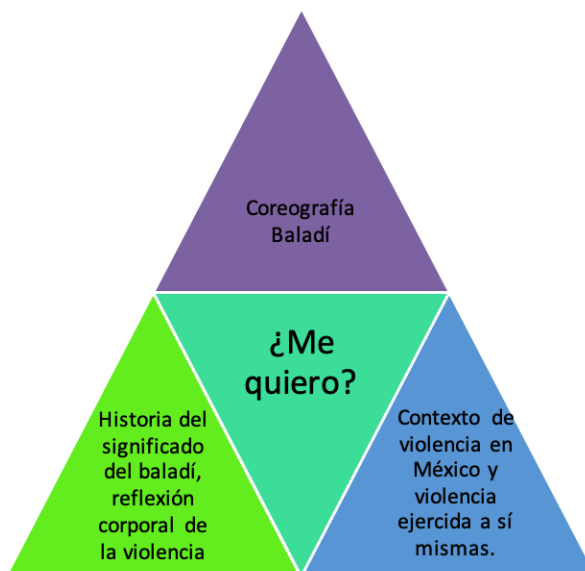 Coreografía
Baladí
¿Me
quiero?
Historia del
significado
del baladí,
reflexión
corporal de
la violencia
Contexto de
violencia en
México y
violencia
ejercida a sí
mismas.